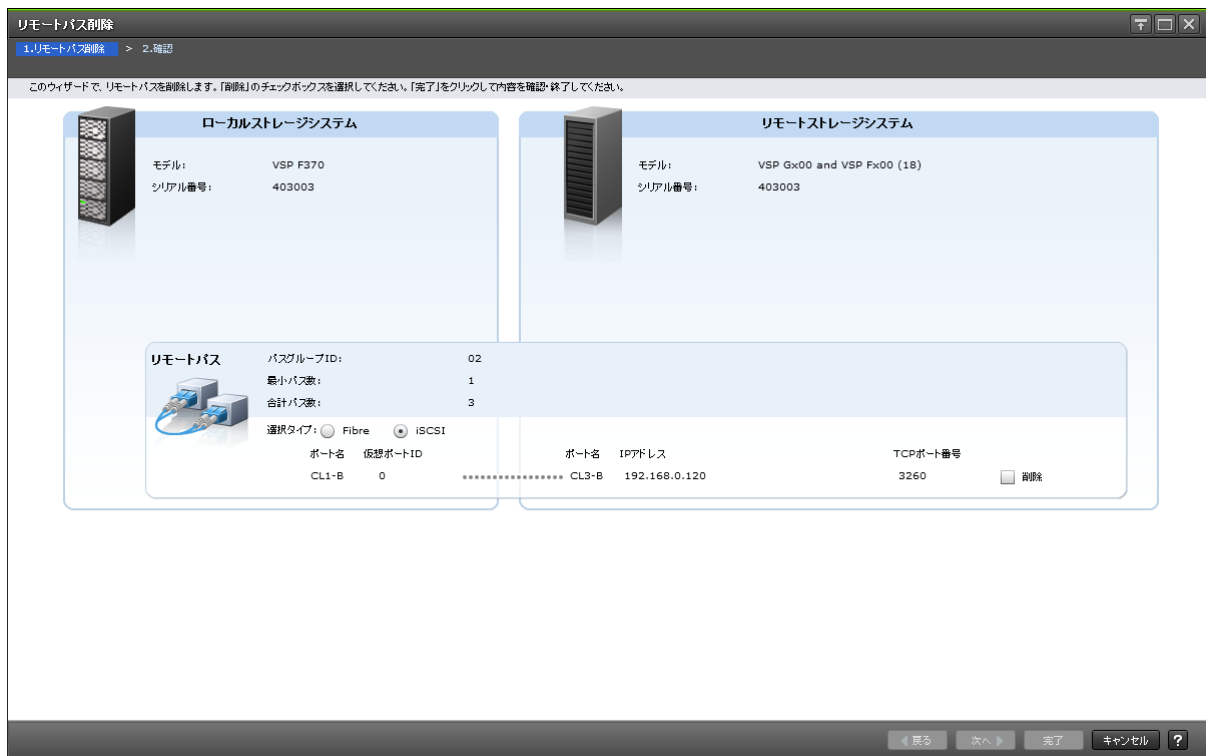 リモートパス削除
1.リモートパス削除 > 2.確認
このウィザードで、リモートパスを削除します。「削除」のチェックボックスを選択してください。「完了」をクリックして内容を確認・終了してください。
ローカルストレージシステム
モデル: VSP F370
シリアル番号: 403003
リモートストレージシステム
モデル: VSP Gx00 and VSP Fx00 (18)
シリアル番号: 403003
リモートパス
パスグループID: 02
最小パス数: 1
合計パス数: 3
選択タイプ: Fibre iSCSI
ポート名 仮想ポートID ポート名 IPアドレス TCPポート番号
CL1-B 0 CL3-B 192.168.0.120 3260 削除
戻る 次へ 完了 キャンセル ?